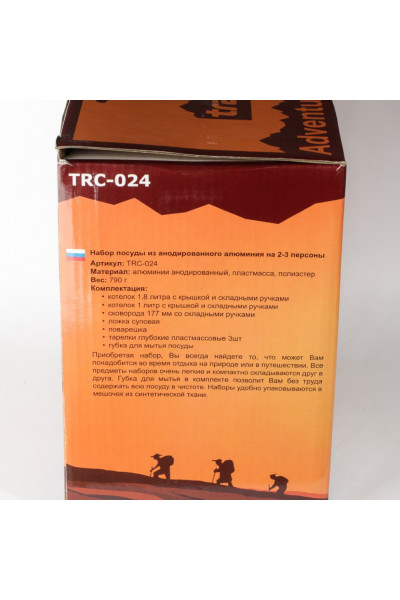 tra
Adventu
TRC-024
Набор посуды из анодированного алюминия на 2-3 персоны
Артикул: TRC-024
Материал: алюминии анодированный, пластмасса, полиэстер
Вес: 790 г
Комплектация:
• котелок 1,8 литра с крышкой и складными ручками
• котелок 1 литр с крышкой и складными ручками
• сковорода 177 мм со складными ручками
• ложка суповая
• поварешка
• тарелки глубокие пластмассовые 3шт
• губка для мытья посуды
Приобретая набор, Вы всегда найдете то, что может Вам
понадобится во время отдыха на природе или в путешествии. Все
предметы наборов очень легкие и компактно складываются друг в
друга. Губка для мытья в комплекте позволит Вам без труда
содержать всю посуду в чистоте. Наборы удобно упаковываются в
мешочек из синтетической ткани.